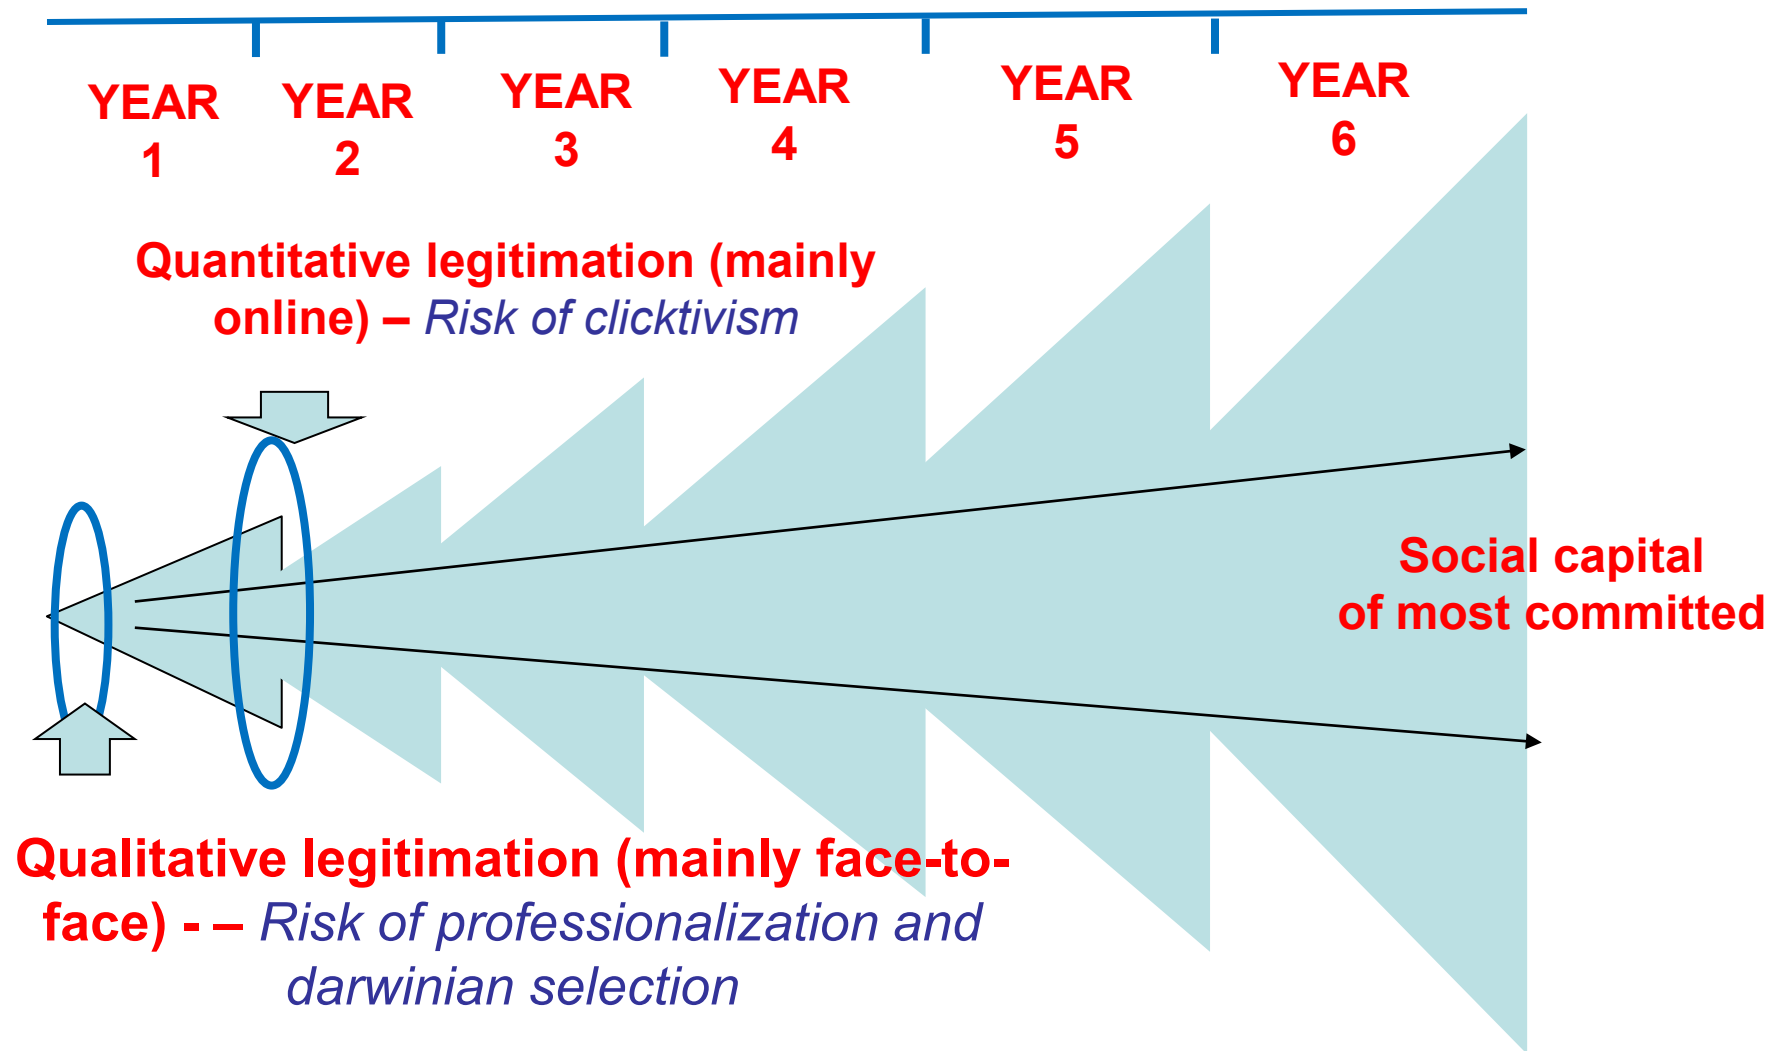 YEAR
1
YEAR
2
YEAR
3
YEAR
4
YEAR
5
YEAR
6
Quantitative legitimation (mainly
online) – Risk of clicktivism
Social capital
of most committed
Qualitative legitimation (mainly face-to-
face) - – Risk of professionalization and
darwinian selection